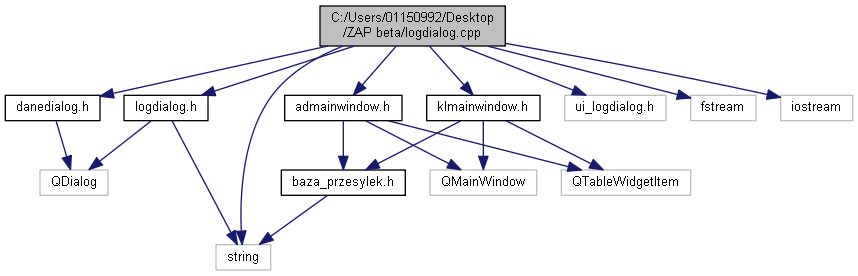 C:/Users/01150992/Desktop
/ZAP beta/logdialog.cpp
danedialog.h
logdialog.h
admainwindow.h
klmainwindow.h
ui_logdialog.h
fstream
iostream
QDialog
baza_przesylek.h
QMainWindow
QTableWidgetItem
string